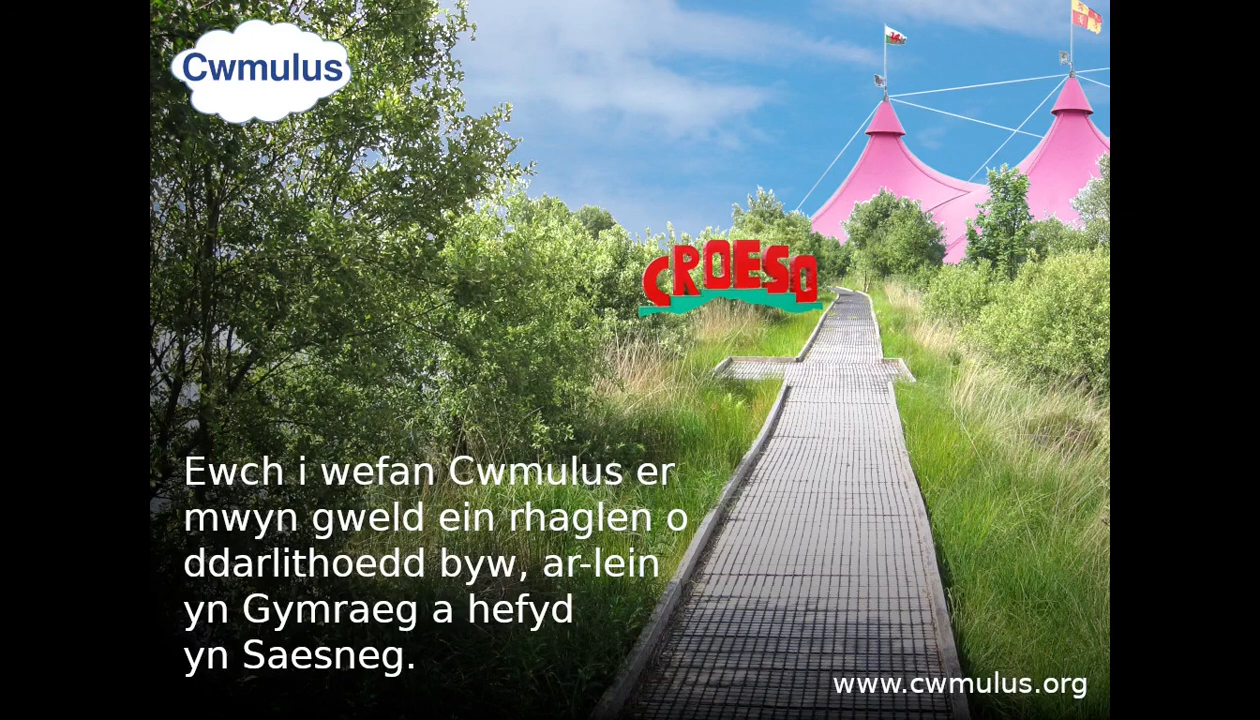 Cwmulus
CROESO
Ewch i wefan Cwmulus er
mwyn gweld ein rhaglen o
ddarlithoedd byw, ar-lein
yn Gymraeg a hefyd
yn Saesneg.
www.cwmulus.org